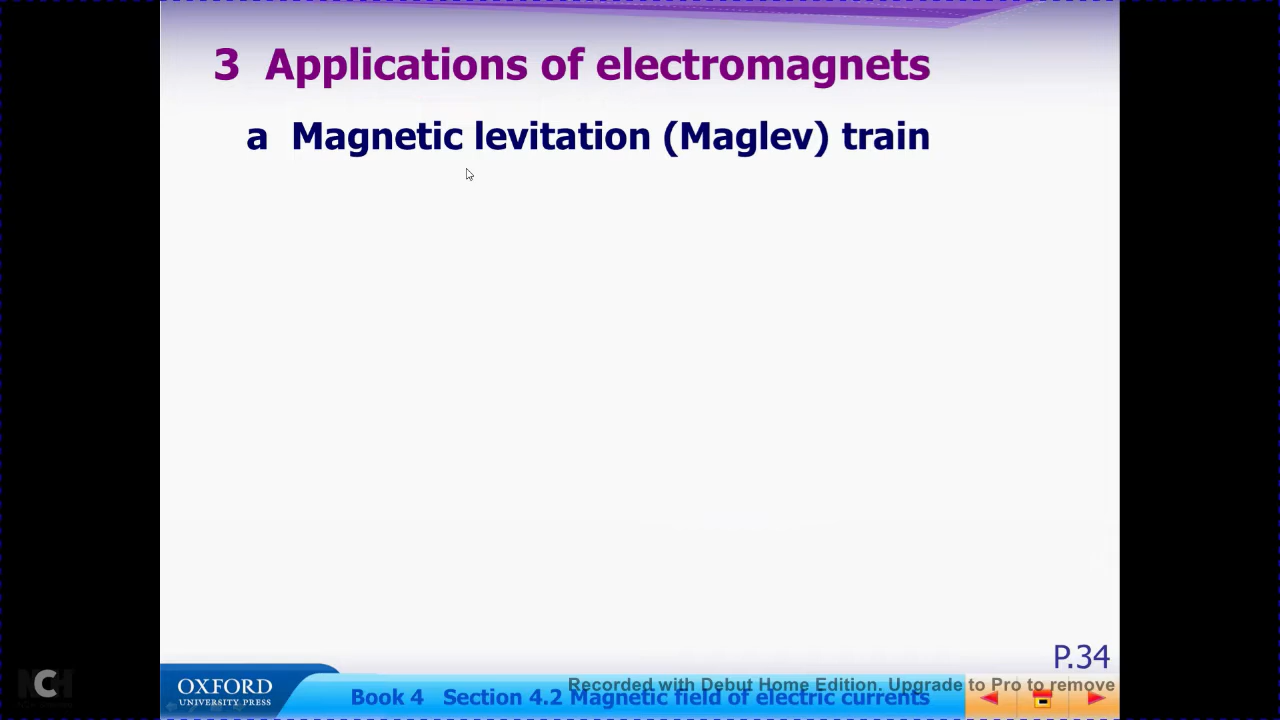 3 Applications of electromagnets
a Magnetic levitation (Maglev) train
P.34
Recorded with Debut Home Edition. Upgrade to Pro to remove
OXFORD
UNIVERSITY PRESS
Book 4 Section 4.2 Magnetic field of electric currents
NCH